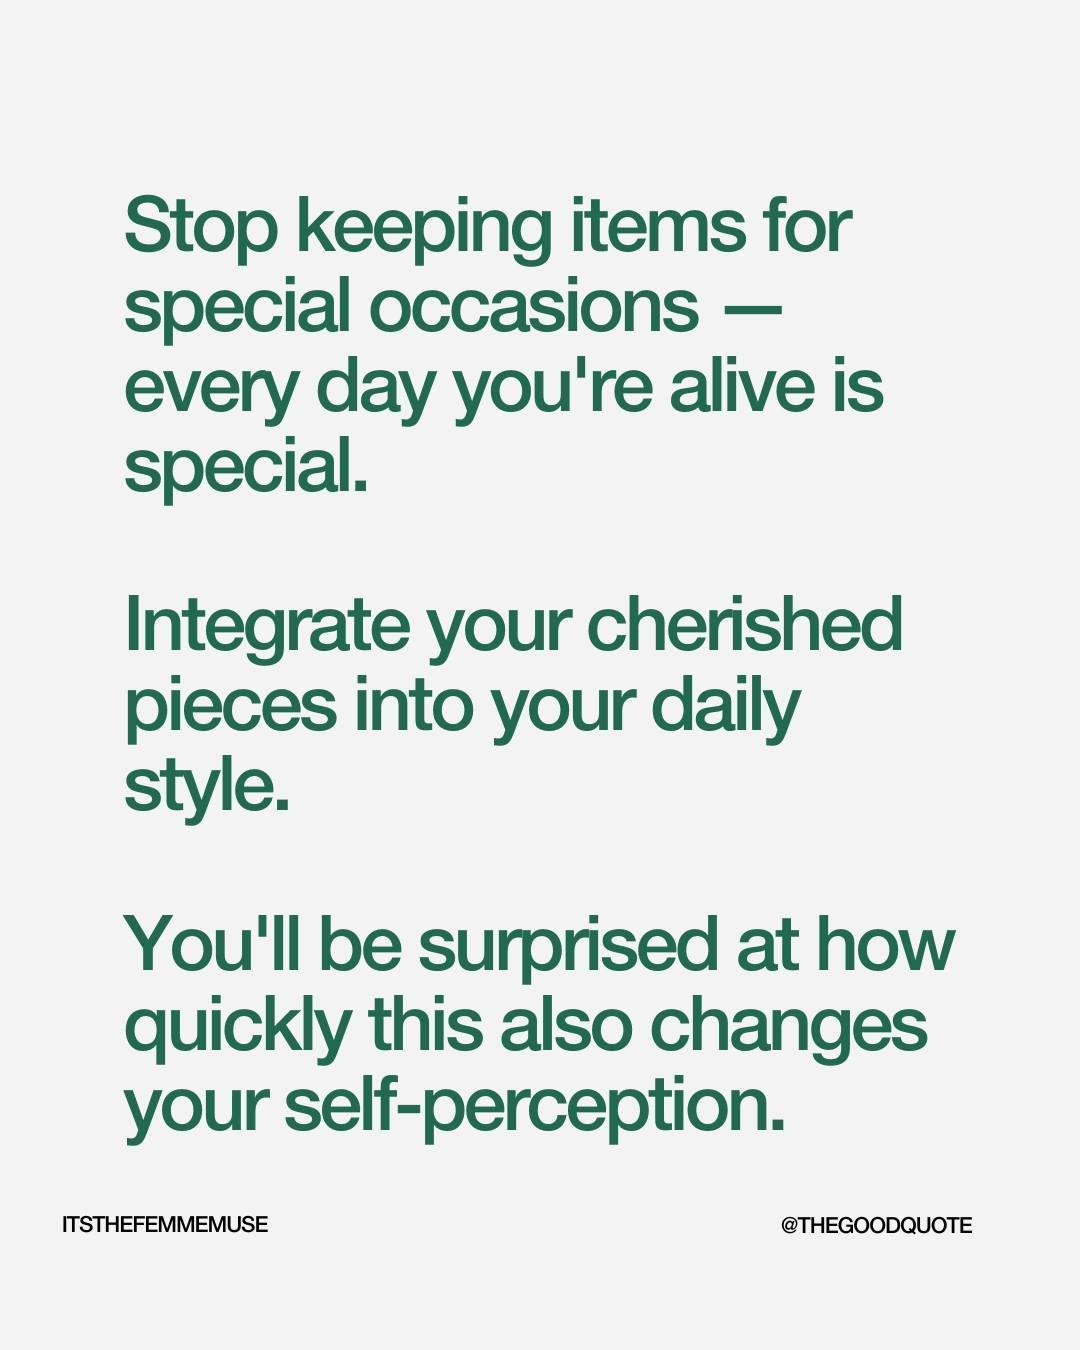 Stop keeping items for
special occasions —
every day you're alive is
special.
Integrate your cherished
pieces into your daily
style.
You'll be surprised at how
quickly this also changes
your self-perception.
ITSTHEFEMMEMUSE
@THEGOODQUOTE